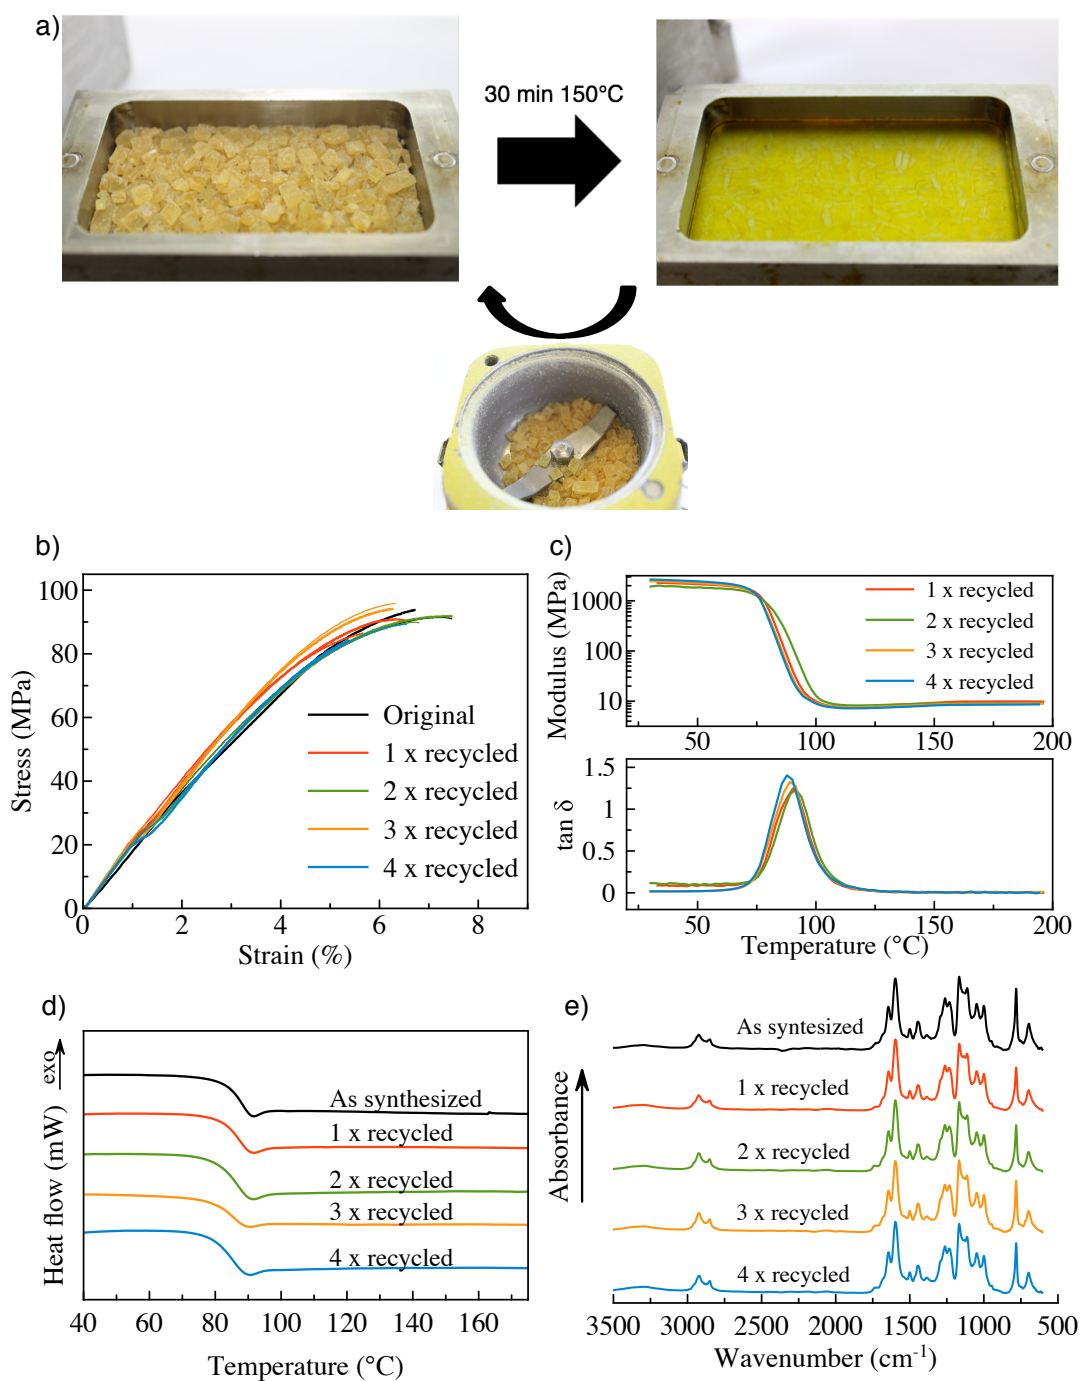 a)
30 min 150°C
b)
Stress (MPa)
100
80
60
40
20
0
0 2 4 6 8
Strain (%)
Original
1 x recycled
2 x recycled
3 x recycled
4 x recycled
c)
Modulus (MPa)
1000
100
10
50 100 150 200
1 x recycled
2 x recycled
3 x recycled
4 x recycled
tan δ
1.5
1
0.5
0
50 100 150 200
Temperature (°C)
d)
Heat flow (mW)
exo
As synthesized
1 x recycled
2 x recycled
3 x recycled
4 x recycled
40 60 80 100 120 140 160
Temperature (°C)
e)
Absorbance
As syntesized
1 x recycled
2 x recycled
3 x recycled
4 x recycled
3500 3000 2500 2000 1500 1000 500
Wavenumber (cm⁻¹)